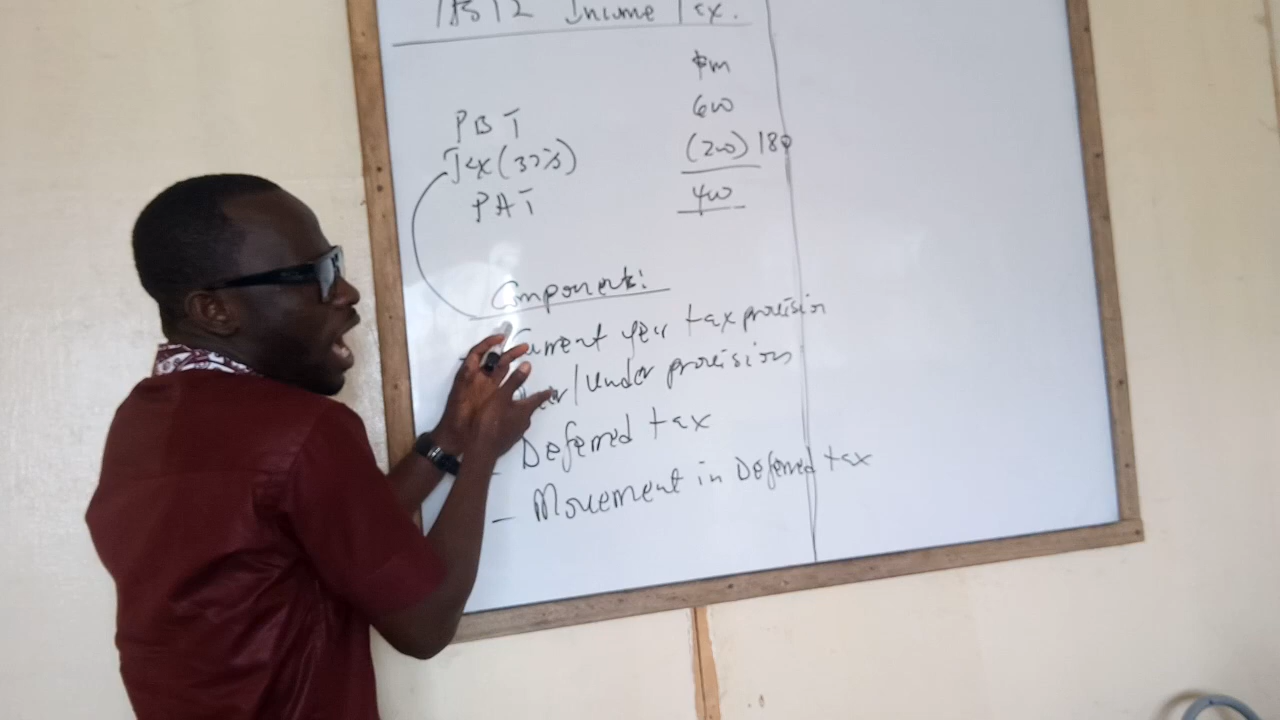 IAS 12 Income Tax.
$m
PBT 600
Tax (30%) (200) 180
PAT 400
Components:
Current year tax provision
/under provision
- Deferred tax
- Movement in Deferred tax